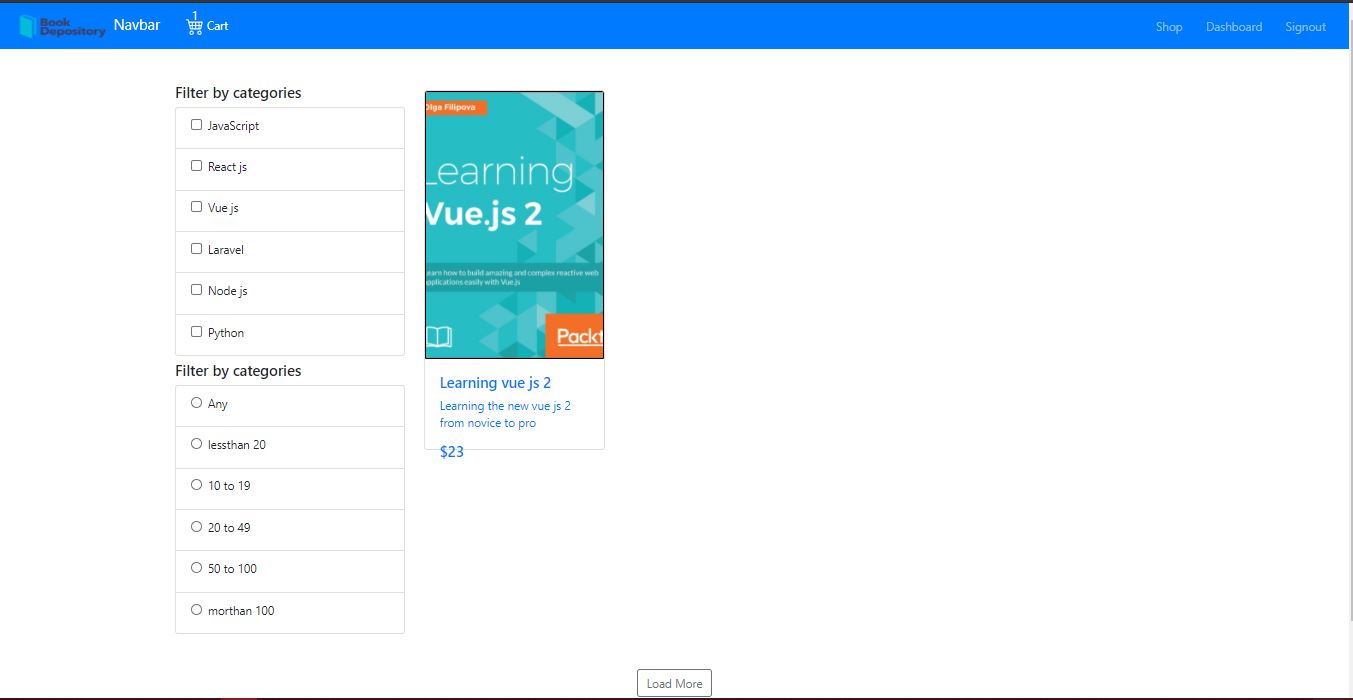 Book
Depository
Navbar
1
Cart
Shop
Dashboard
Signout
Filter by categories
JavaScript
React js
Vue js
Laravel
Node js
Python
Filter by categories
Any
lessthan 20
10 to 19
20 to 49
50 to 100
morthan 100
Olga Filipova
Learning
Vue.js 2
earn how to build amazing and complex reactive web
applications easily with Vue.js
Packt
Learning vue js 2
Learning the new vue js 2
from novice to pro
$23
Load More